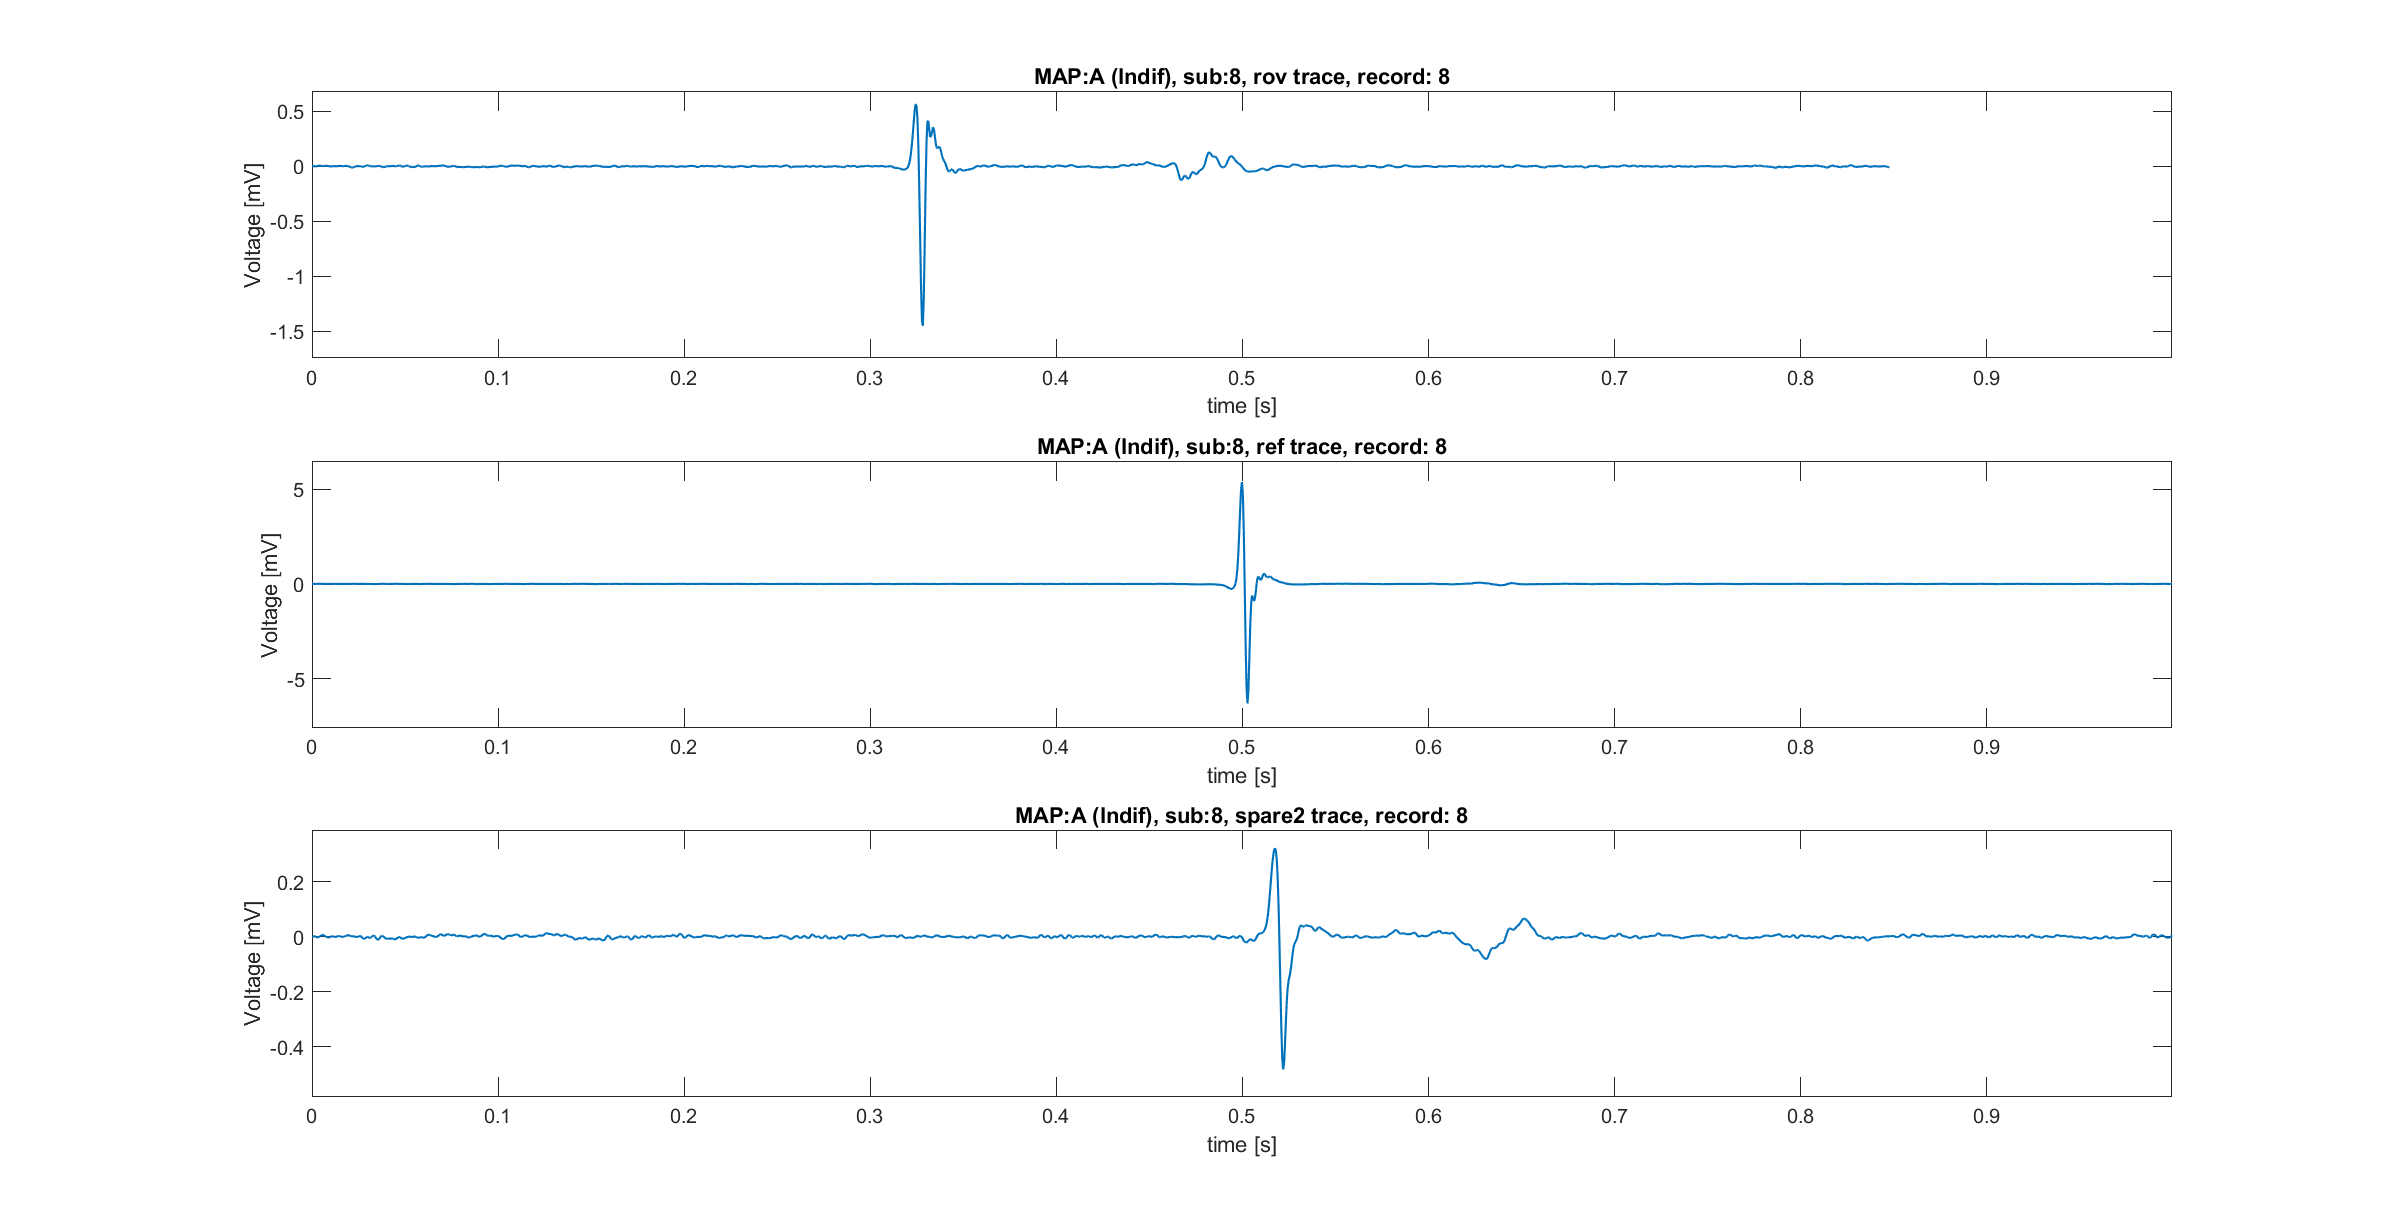 MAP:A (Indif), sub:8, rov trace, record: 8
Voltage [mV]
0.5
0
-0.5
-1
-1.5
0 0.1 0.2 0.3 0.4 0.5 0.6 0.7 0.8 0.9
time [s]
MAP:A (Indif), sub:8, ref trace, record: 8
Voltage [mV]
5
0
-5
0 0.1 0.2 0.3 0.4 0.5 0.6 0.7 0.8 0.9
time [s]
MAP:A (Indif), sub:8, spare2 trace, record: 8
Voltage [mV]
0.2
0
-0.2
-0.4
0 0.1 0.2 0.3 0.4 0.5 0.6 0.7 0.8 0.9
time [s]